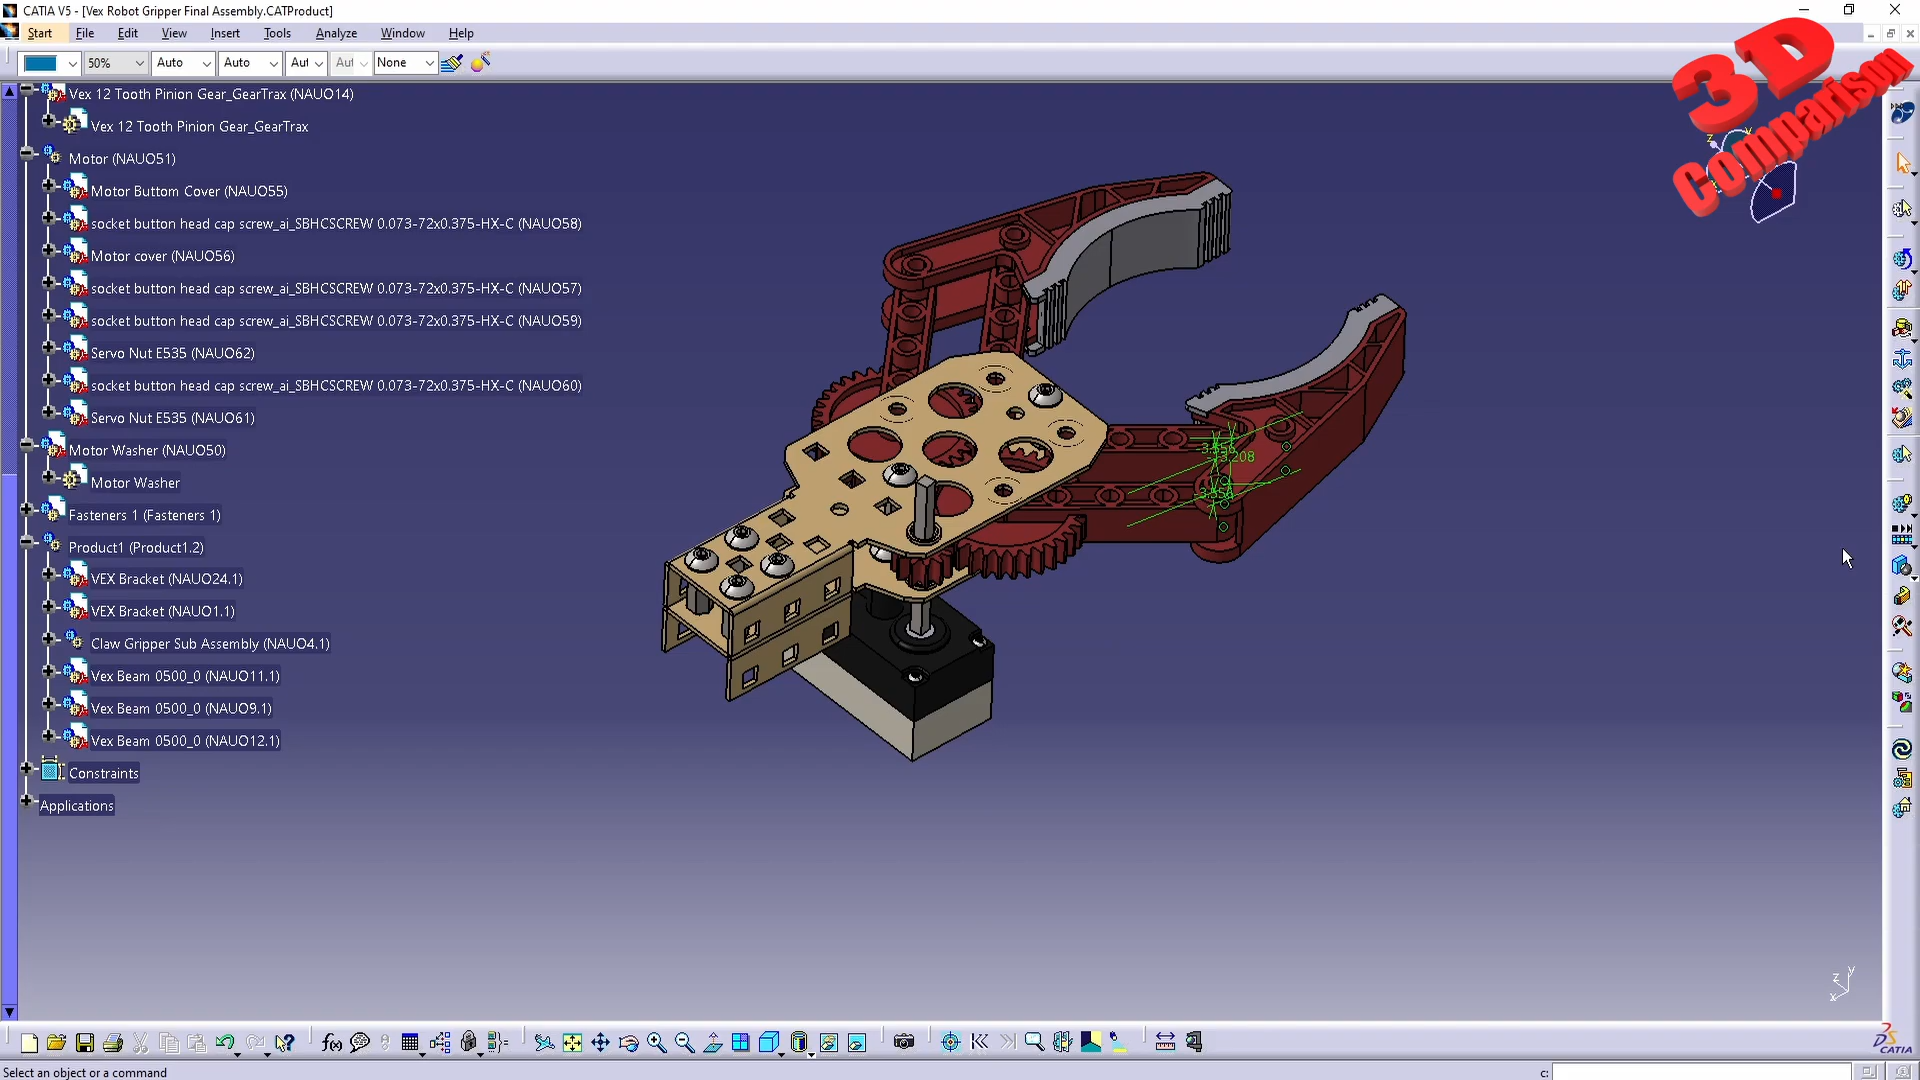 CATIA V5 - [Vex Robot Gripper Final Assembly.CATProduct]
Start File Edit View Insert Tools Analyze Window Help
50% Auto Auto Aut Aut None
3D
Comparison
Vex 12 Tooth Pinion Gear_GearTrax (NAUO14)
Vex 12 Tooth Pinion Gear_GearTrax
Motor (NAUO51)
Motor Buttom Cover (NAUO55)
socket button head cap screw_ai_SBHCSCREW 0.073-72x0.375-HX-C (NAUO58)
Motor cover (NAUO56)
socket button head cap screw_ai_SBHCSCREW 0.073-72x0.375-HX-C (NAUO57)
socket button head cap screw_ai_SBHCSCREW 0.073-72x0.375-HX-C (NAUO59)
Servo Nut E535 (NAUO62)
socket button head cap screw_ai_SBHCSCREW 0.073-72x0.375-HX-C (NAUO60)
Servo Nut E535 (NAUO61)
Motor Washer (NAUO50)
Motor Washer
Fasteners 1 (Fasteners 1)
Product1 (Product1.2)
VEX Bracket (NAUO24.1)
VEX Bracket (NAUO1.1)
Claw Gripper Sub Assembly (NAUO4.1)
Vex Beam 0500_0 (NAUO11.1)
Vex Beam 0500_0 (NAUO9.1)
Vex Beam 0500_0 (NAUO12.1)
Constraints
Applications
z y
x
f(x)
CATIA
Select an object or a command
c: